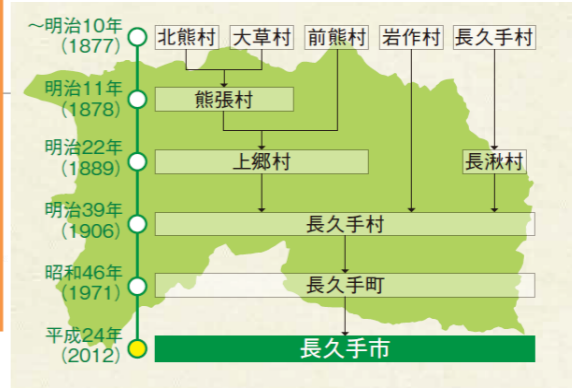 ～明治10年
(1877)
北熊村 大草村 前熊村 岩作村 長久手村
明治11年
(1878)
熊張村
明治22年
(1889)
上郷村 長湫村
明治39年
(1906)
長久手村
昭和46年
(1971)
長久手町
平成24年
(2012)
長久手市